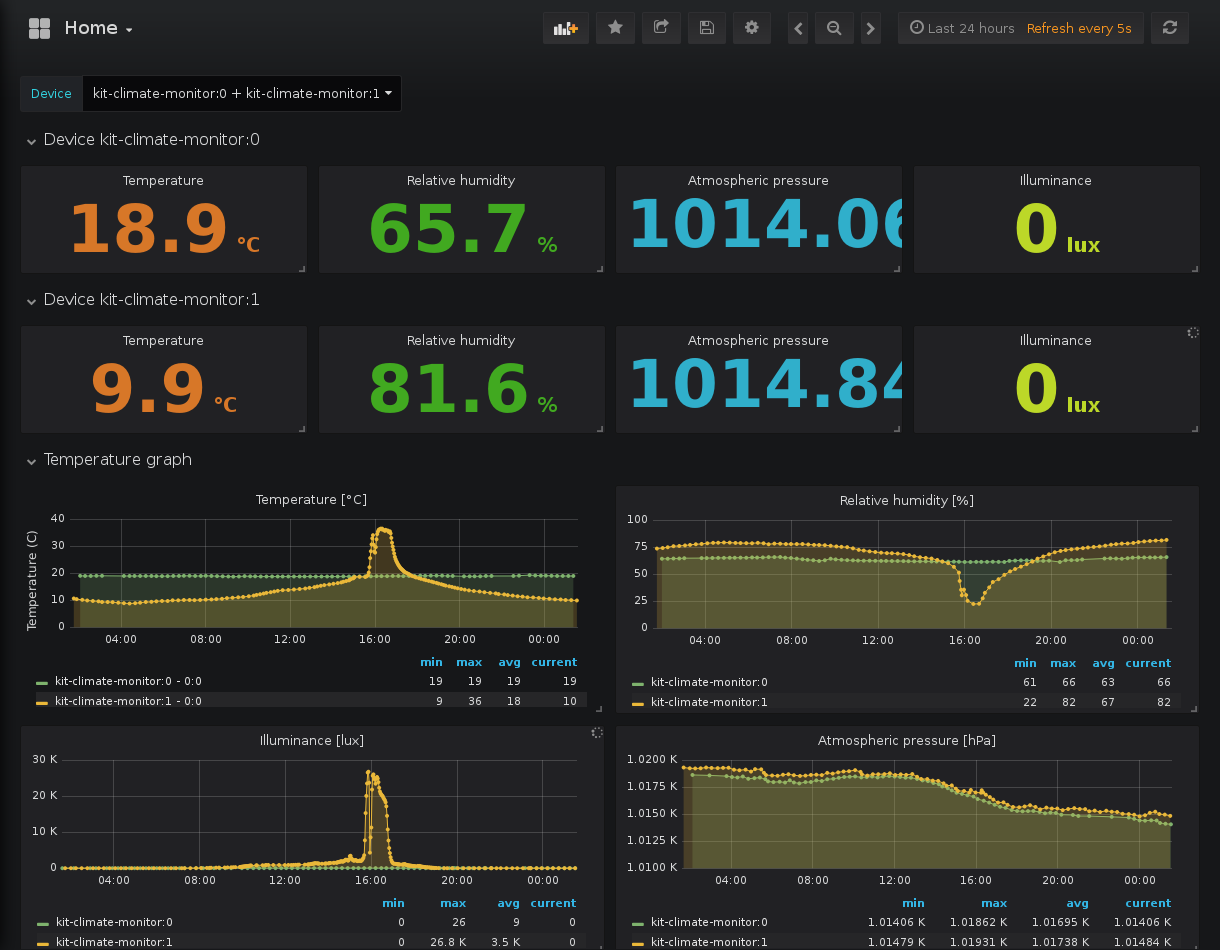 Home
Last 24 hours Refresh every 5s
Device kit-climate-monitor:0 + kit-climate-monitor:1
Device kit-climate-monitor:0
Temperature Relative humidity Atmospheric pressure Illuminance
18.9 °C 65.7 % 1014.06 0 lux
Device kit-climate-monitor:1
Temperature Relative humidity Atmospheric pressure Illuminance
9.9 °C 81.6 % 1014.84 0 lux
Temperature graph
Temperature [°C]
Temperature (C)
40
30
20
10
0
04:00 08:00 12:00 16:00 20:00 00:00
min max avg current
kit-climate-monitor:0 - 0:0 19 19 19 19
kit-climate-monitor:1 - 0:0 9 36 18 10
Relative humidity [%]
100
75
50
25
0
04:00 08:00 12:00 16:00 20:00 00:00
min max avg current
kit-climate-monitor:0 61 66 63 66
kit-climate-monitor:1 22 82 67 82
Illuminance [lux]
30 K
20 K
10 K
0
04:00 08:00 12:00 16:00 20:00 00:00
min max avg current
kit-climate-monitor:0 0 26 9 0
kit-climate-monitor:1 0 26.8 K 3.5 K 0
Atmospheric pressure [hPa]
1.0200 K
1.0175 K
1.0150 K
1.0125 K
1.0100 K
04:00 08:00 12:00 16:00 20:00 00:00
min max avg current
kit-climate-monitor:0 1.01406 K 1.01862 K 1.01695 K 1.01406 K
kit-climate-monitor:1 1.01479 K 1.01931 K 1.01738 K 1.01484 K